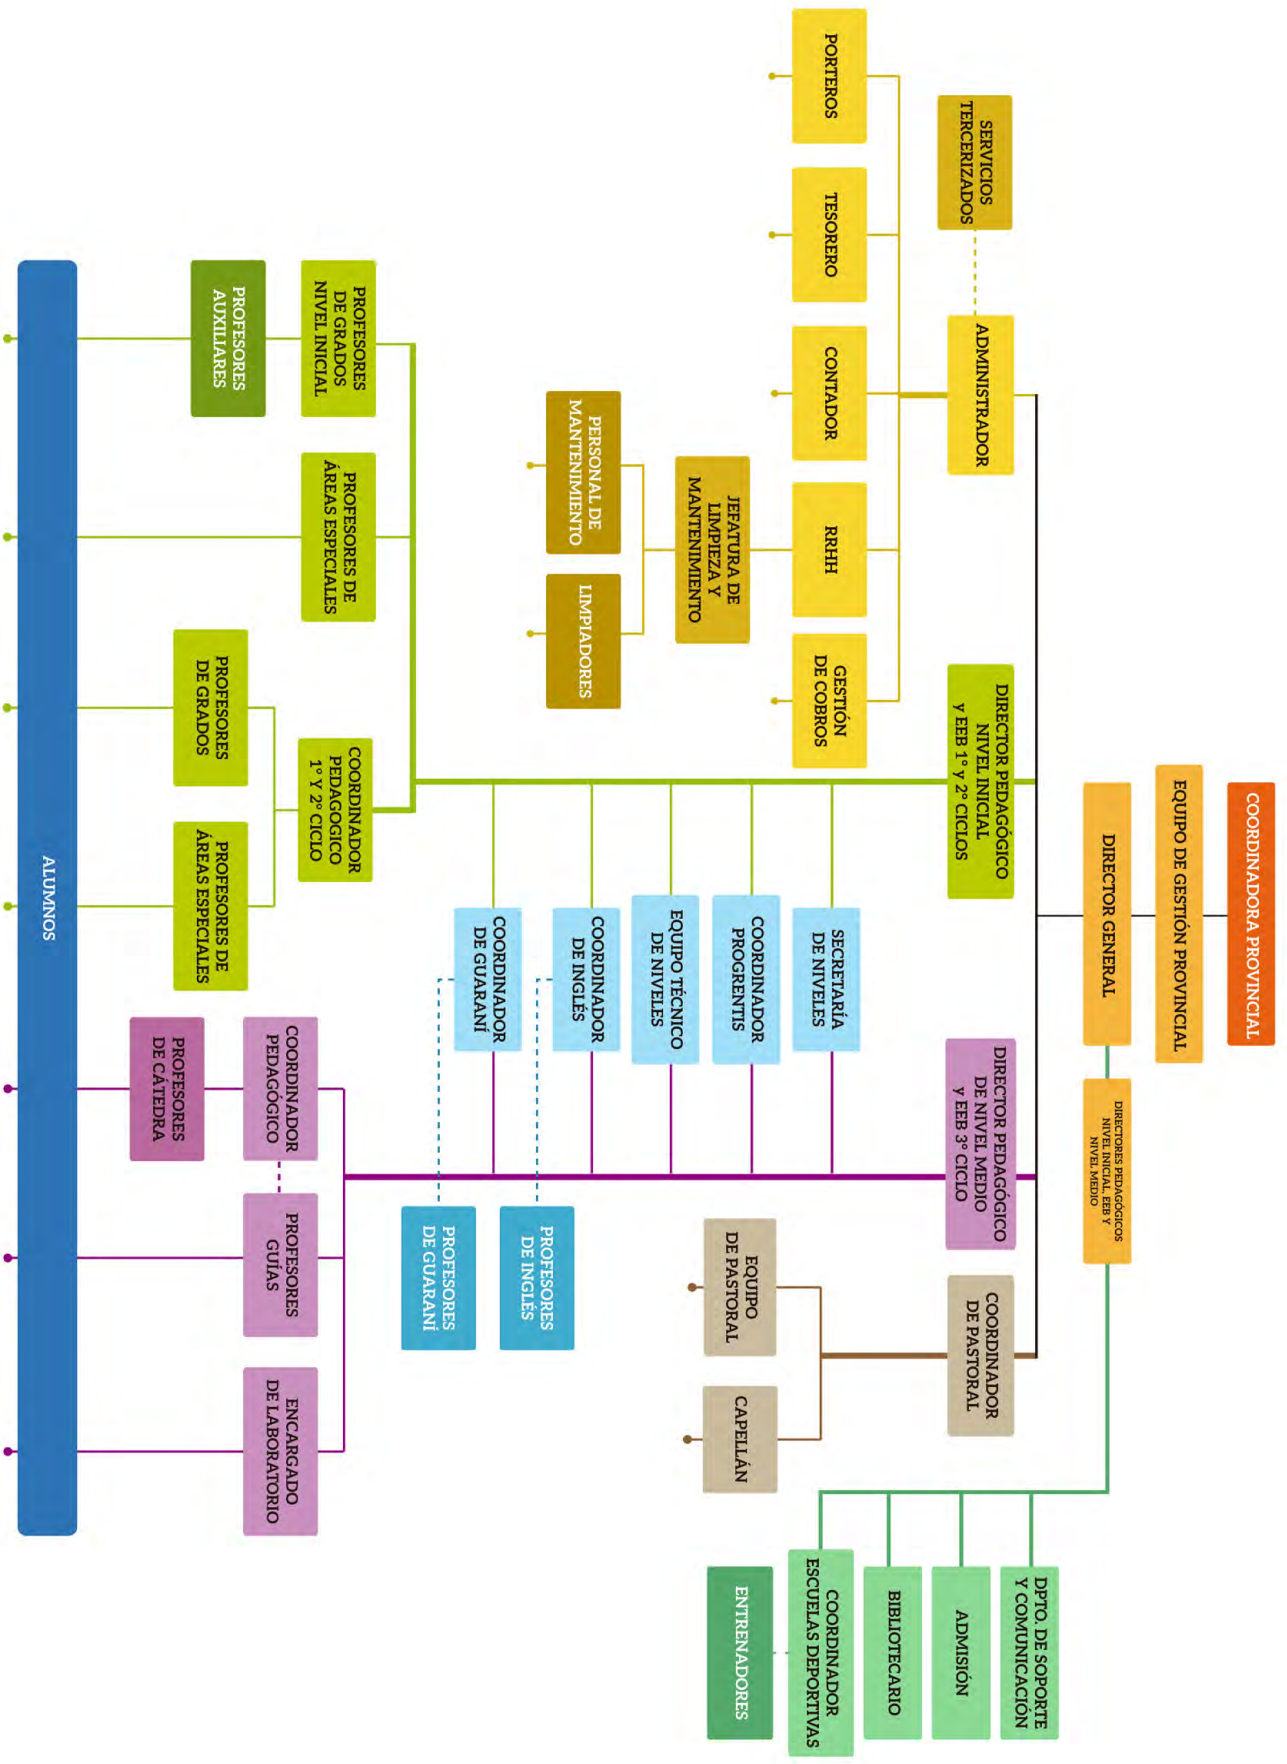 COORDINADORA PROVINCIAL
EQUIPO DE GESTIÓN PROVINCIAL
DIRECTOR GENERAL
DIRECTORES PEDAGÓGICOS
NIVEL INICIAL, EEB Y
NIVEL MEDIO
SERVICIOS
TERCERIZADOS
ADMINISTRADOR
DIRECTOR PEDAGÓGICO
NIVEL INICIAL
y EEB 1° y 2° CICLOS
DIRECTOR PEDAGÓGICO
DE NIVEL MEDIO
y EEB 3° CICLO
COORDINADOR
DE PASTORAL
DPTO. DE SOPORTE
Y COMUNICACIÓN
ADMISIÓN
BIBLIOTECARIO
COORDINADOR
ESCUELAS DEPORTIVAS
ENTRENADORES
PORTEROS
TESORERO
CONTADOR
RRHH
GESTIÓN
DE COBROS
SECRETARÍA
DE NIVELES
COORDINADOR
PROGRENTIS
EQUIPO TÉCNICO
DE NIVELES
COORDINADOR
DE INGLÉS
COORDINADOR
DE GUARANÍ
EQUIPO
DE PASTORAL
CAPELLÁN
JEFATURA DE
LIMPIEZA Y
MANTENIMIENTO
PERSONAL DE
MANTENIMIENTO
LIMPIADORES
PROFESORES
DE INGLÉS
PROFESORES
DE GUARANÍ
PROFESORES
DE GRADOS
NIVEL INICIAL
PROFESORES DE
ÁREAS ESPECIALES
COORDINADOR
PEDAGOGICO
1° Y 2° CICLO
COORDINADOR
PEDAGÓGICO
PROFESORES
GUÍAS
ENCARGADO
DE LABORATORIO
PROFESORES
AUXILIARES
PROFESORES
DE GRADOS
PROFESORES DE
ÁREAS ESPECIALES
PROFESORES
DE CÁTEDRA
ALUMNOS